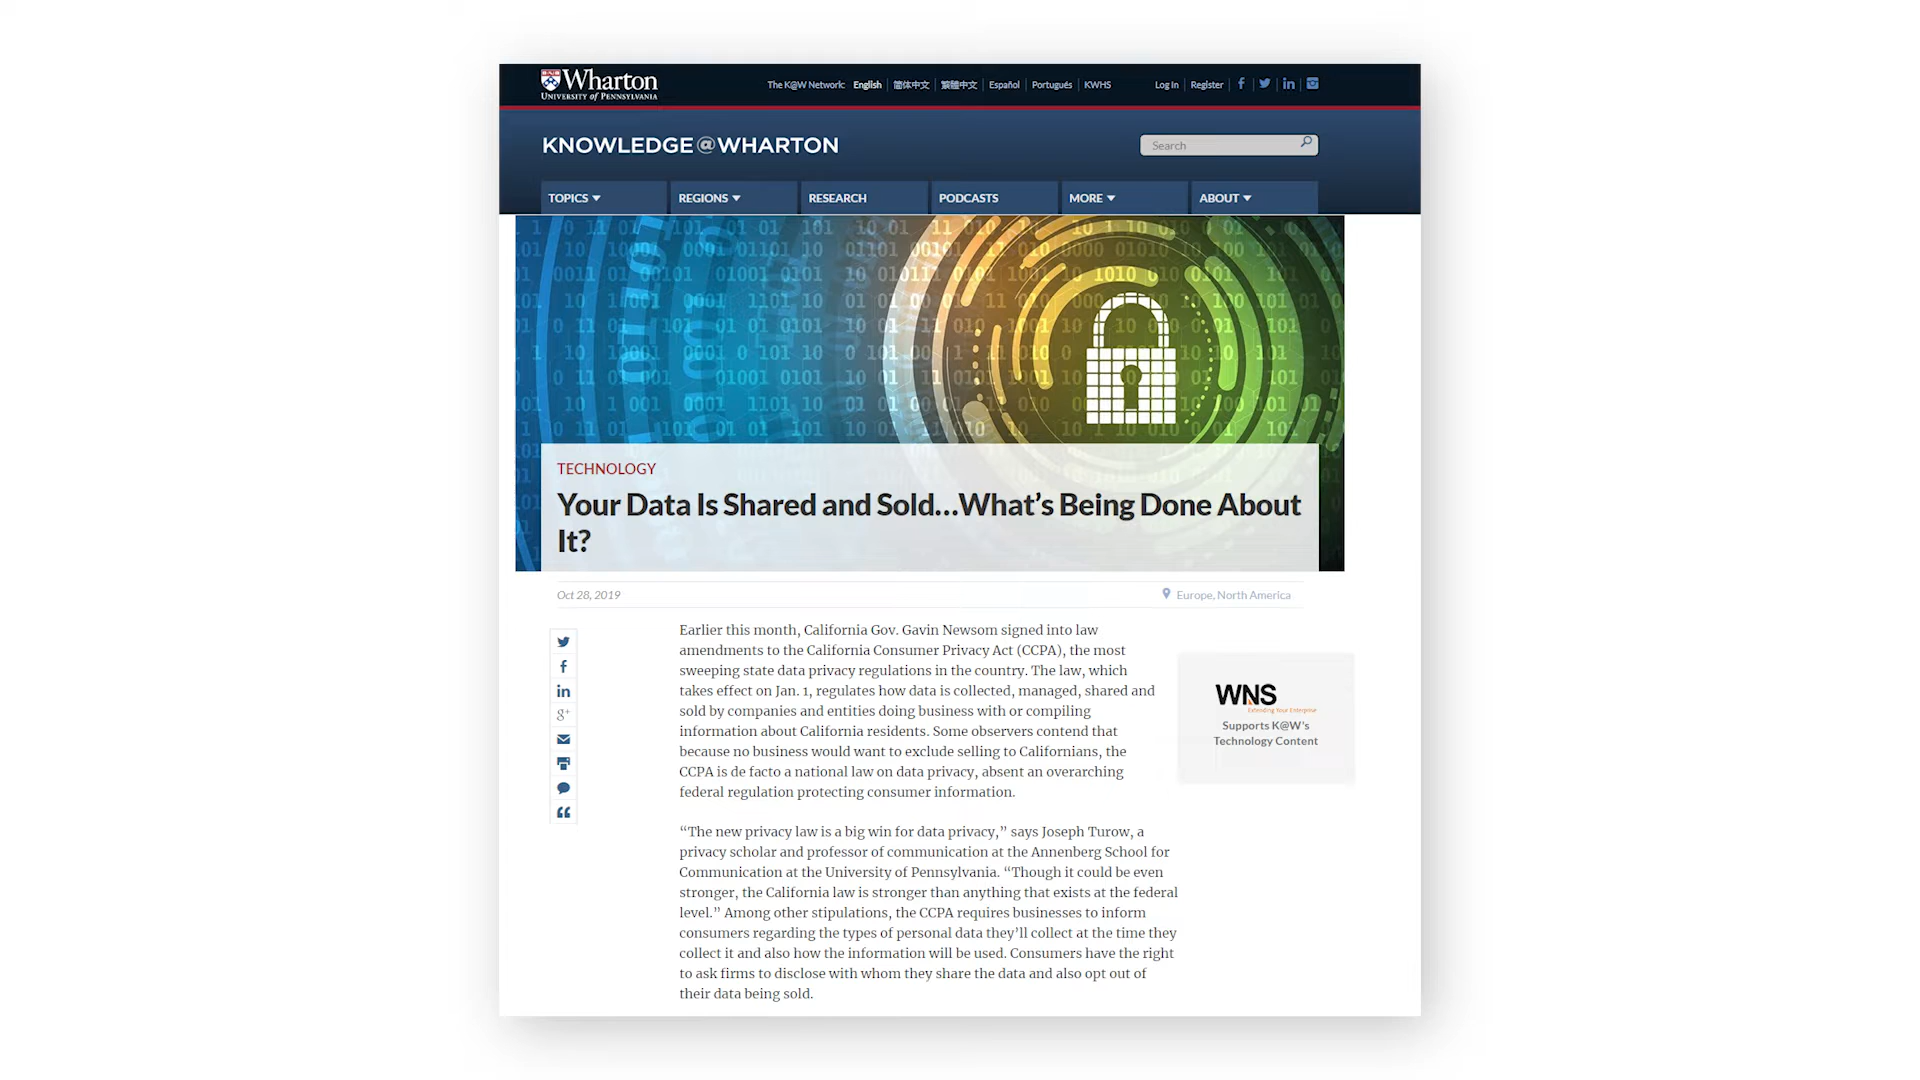 Wharton
UNIVERSITY of PENNSYLVANIA
The K@W Network: English 简体中文 繁體中文 Español Português KWHS Log In Register
KNOWLEDGE@WHARTON
Search
TOPICS REGIONS RESEARCH PODCASTS MORE ABOUT
TECHNOLOGY
Your Data Is Shared and Sold…What’s Being Done About
It?
Oct 28, 2019
Europe, North America
Earlier this month, California Gov. Gavin Newsom signed into law
amendments to the California Consumer Privacy Act (CCPA), the most
sweeping state data privacy regulations in the country. The law, which
takes effect on Jan. 1, regulates how data is collected, managed, shared and
sold by companies and entities doing business with or compiling
information about California residents. Some observers contend that
because no business would want to exclude selling to Californians, the
CCPA is de facto a national law on data privacy, absent an overarching
federal regulation protecting consumer information.
“The new privacy law is a big win for data privacy,” says Joseph Turow, a
privacy scholar and professor of communication at the Annenberg School for
Communication at the University of Pennsylvania. “Though it could be even
stronger, the California law is stronger than anything that exists at the federal
level.” Among other stipulations, the CCPA requires businesses to inform
consumers regarding the types of personal data they’ll collect at the time they
collect it and also how the information will be used. Consumers have the right
to ask firms to disclose with whom they share the data and also opt out of
their data being sold.
WNS
Extending Your Enterprise
Supports K@W's
Technology Content